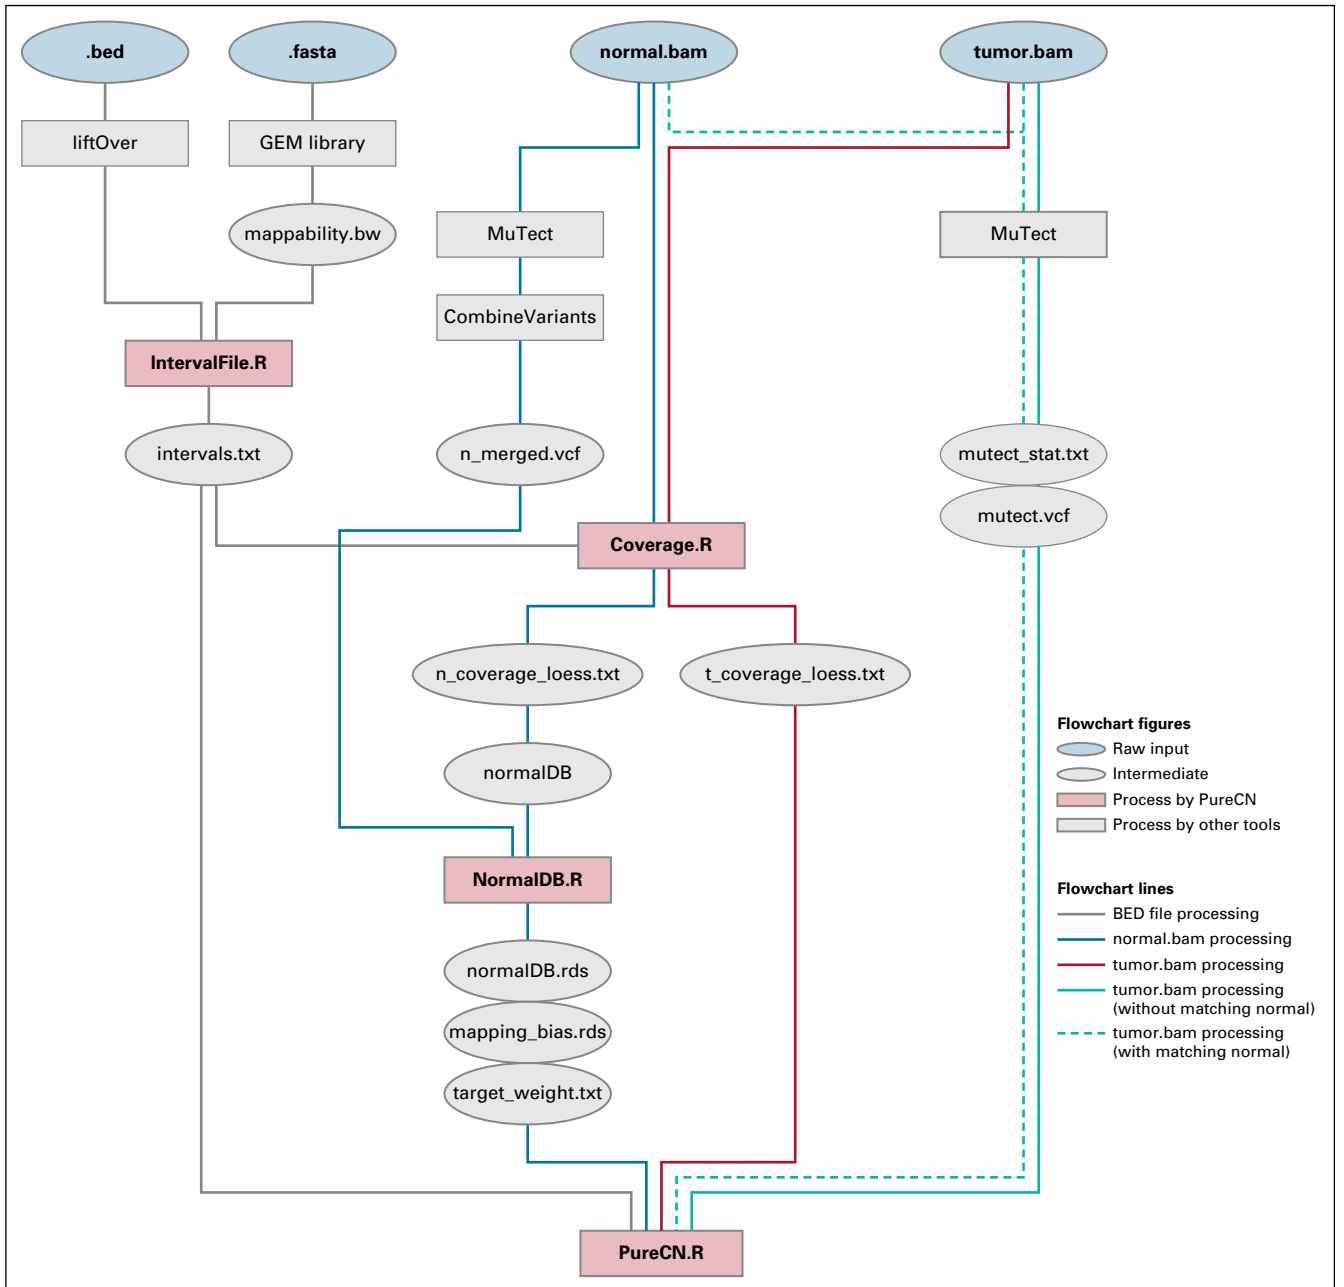 .bed
.fasta
normal.bam
tumor.bam
liftOver
GEM library
mappability.bw
MuTect
MuTect
CombineVariants
IntervalFile.R
intervals.txt
n_merged.vcf
mutect_stat.txt
mutect.vcf
Coverage.R
n_coverage_loess.txt
t_coverage_loess.txt
normalDB
NormalDB.R
normalDB.rds
mapping_bias.rds
target_weight.txt
PureCN.R
Flowchart figures
Raw input
Intermediate
Process by PureCN
Process by other tools
Flowchart lines
BED file processing
normal.bam processing
tumor.bam processing
tumor.bam processing
(without matching normal)
tumor.bam processing
(with matching normal)